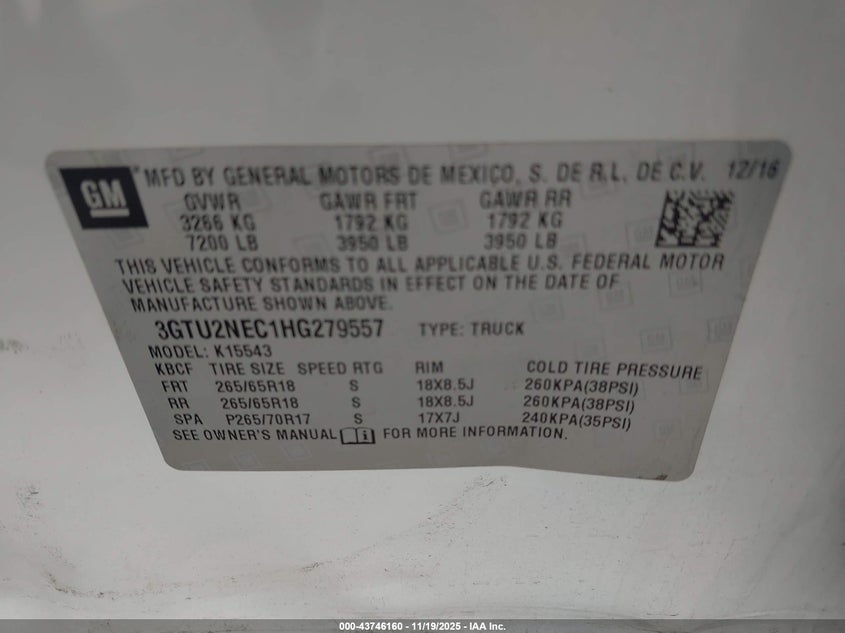 GM
MFD BY GENERAL MOTORS DE MEXICO, S. DE R.L. DE C.V. 12/16
GVWR GAWR FRT GAWR RR
3266 KG 1792 KG 1792 KG
7200 LB 3950 LB 3950 LB
THIS VEHICLE CONFORMS TO ALL APPLICABLE U.S. FEDERAL MOTOR
VEHICLE SAFETY STANDARDS IN EFFECT ON THE DATE OF
MANUFACTURE SHOWN ABOVE.
3GTU2NEC1HG279557 TYPE: TRUCK
MODEL: K15543
KBCF TIRE SIZE SPEED RTG RIM COLD TIRE PRESSURE
FRT 265/65R18 S 18X8.5J 260KPA(38PSI)
RR 265/65R18 S 18X8.5J 260KPA(38PSI)
SPA P265/70R17 S 17X7J 240KPA(35PSI)
SEE OWNER'S MANUAL i FOR MORE INFORMATION.
000-43746160 - 11/19/2025 - IAA Inc.